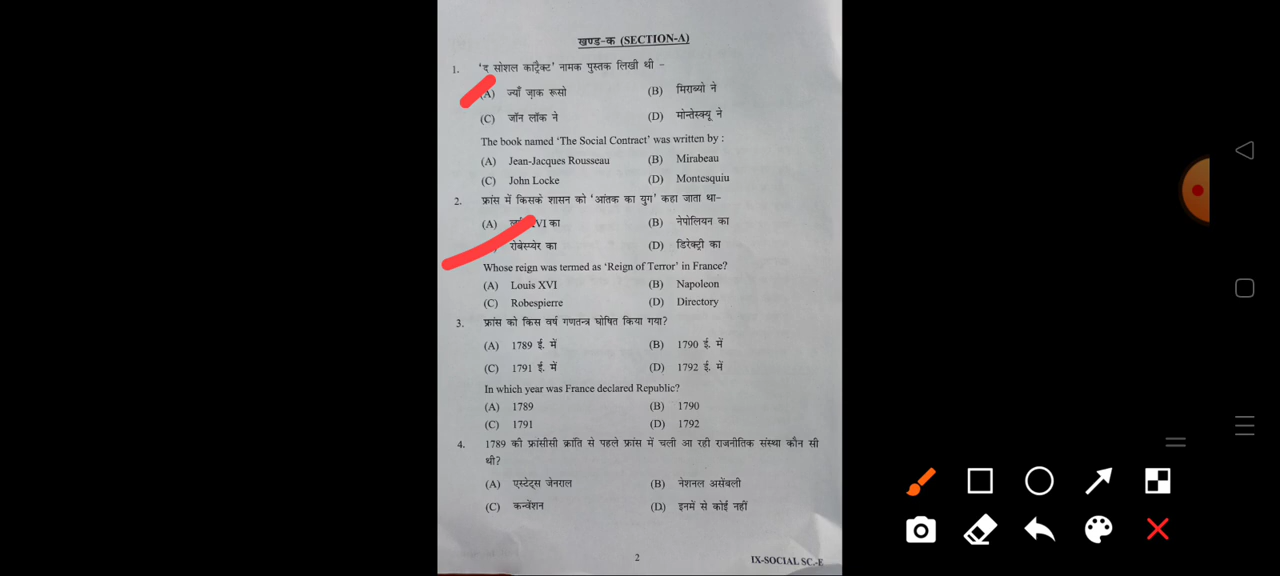 खण्ड-क (SECTION-A)
1. 'द सोशल कांट्रैक्ट' नामक पुस्तक लिखी थी -
(A) ज्याँ जा़क रूसो (B) मिराब्यो ने
(C) जॉन लॉक ने (D) मोन्तेस्क्यू ने
The book named 'The Social Contract' was written by :
(A) Jean-Jacques Rousseau (B) Mirabeau
(C) John Locke (D) Montesquiu
2. फ्रांस में किसके शासन को 'आंतक का युग' कहा जाता था-
(A) VI का (B) नेपोलियन का
रोबेस्प्येर का (D) डिरेक्ट्री का
Whose reign was termed as 'Reign of Terror' in France?
(A) Louis XVI (B) Napoleon
(C) Robespierre (D) Directory
3. फ्रांस को किस वर्ष गणतन्त्र घोषित किया गया?
(A) 1789 ई. में (B) 1790 ई. में
(C) 1791 ई. में (D) 1792 ई. में
In which year was France declared Republic?
(A) 1789 (B) 1790
(C) 1791 (D) 1792
4. 1789 की फ्रांसीसी क्रांति से पहले फ्रांस में चली आ रही राजनीतिक संस्था कौन सी
थी?
(A) एस्टेट्स जेनराल (B) नेशनल असेंबली
(C) कन्वेंशन (D) इनमें से कोई नहीं
2 IX-SOCIAL SC.-E